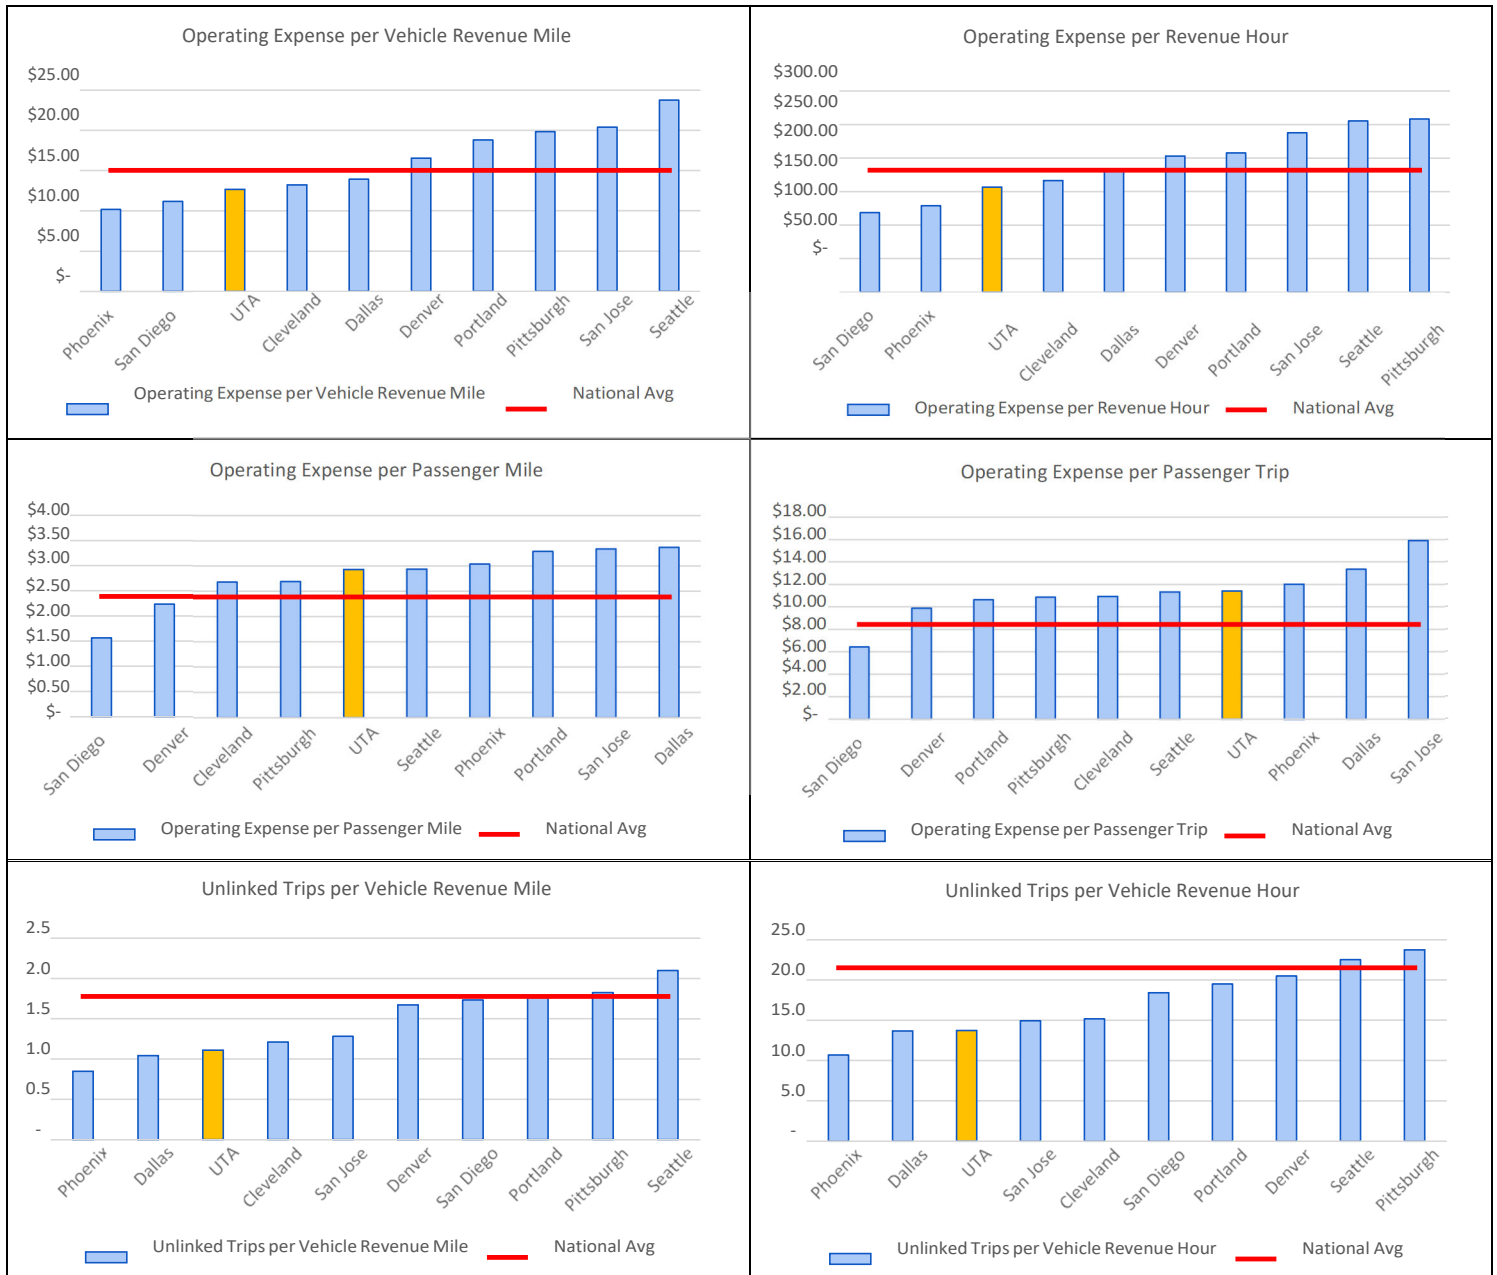 Operating Expense per Vehicle Revenue Mile
$25.00
$20.00
$15.00
$10.00
$5.00
$-
Phoenix
San Diego
UTA
Cleveland
Dallas
Denver
Portland
Pittsburgh
San Jose
Seattle
Operating Expense per Vehicle Revenue Mile
National Avg
Operating Expense per Revenue Hour
$300.00
$250.00
$200.00
$150.00
$100.00
$50.00
$-
San Diego
Phoenix
UTA
Cleveland
Dallas
Denver
Portland
San Jose
Seattle
Pittsburgh
Operating Expense per Revenue Hour
National Avg
Operating Expense per Passenger Mile
$4.00
$3.50
$3.00
$2.50
$2.00
$1.50
$1.00
$0.50
$-
San Diego
Denver
Cleveland
Pittsburgh
UTA
Seattle
Phoenix
Portland
San Jose
Dallas
Operating Expense per Passenger Mile
National Avg
Operating Expense per Passenger Trip
$18.00
$16.00
$14.00
$12.00
$10.00
$8.00
$6.00
$4.00
$2.00
$-
San Diego
Denver
Portland
Pittsburgh
Cleveland
Seattle
UTA
Phoenix
Dallas
San Jose
Operating Expense per Passenger Trip
National Avg
Unlinked Trips per Vehicle Revenue Mile
2.5
2.0
1.5
1.0
0.5
-
Phoenix
Dallas
UTA
Cleveland
San Jose
Denver
San Diego
Portland
Pittsburgh
Seattle
Unlinked Trips per Vehicle Revenue Mile
National Avg
Unlinked Trips per Vehicle Revenue Hour
25.0
20.0
15.0
10.0
5.0
-
Phoenix
Dallas
UTA
San Jose
Cleveland
San Diego
Portland
Denver
Seattle
Pittsburgh
Unlinked Trips per Vehicle Revenue Hour
National Avg